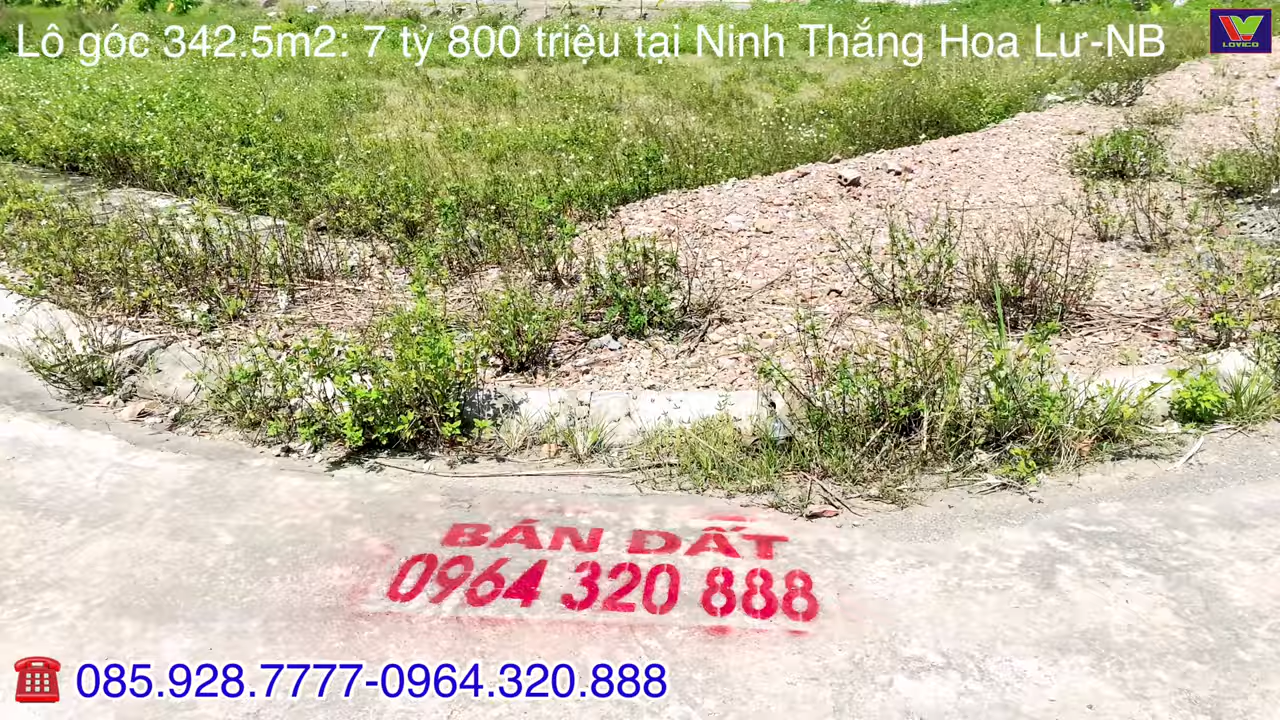 Lô góc 342.5m2: 7 tỷ 800 triệu tại Ninh Thắng Hoa Lư-NB
LOVICO
BÁN ĐẤT
0964 320 888
085.928.7777-0964.320.888